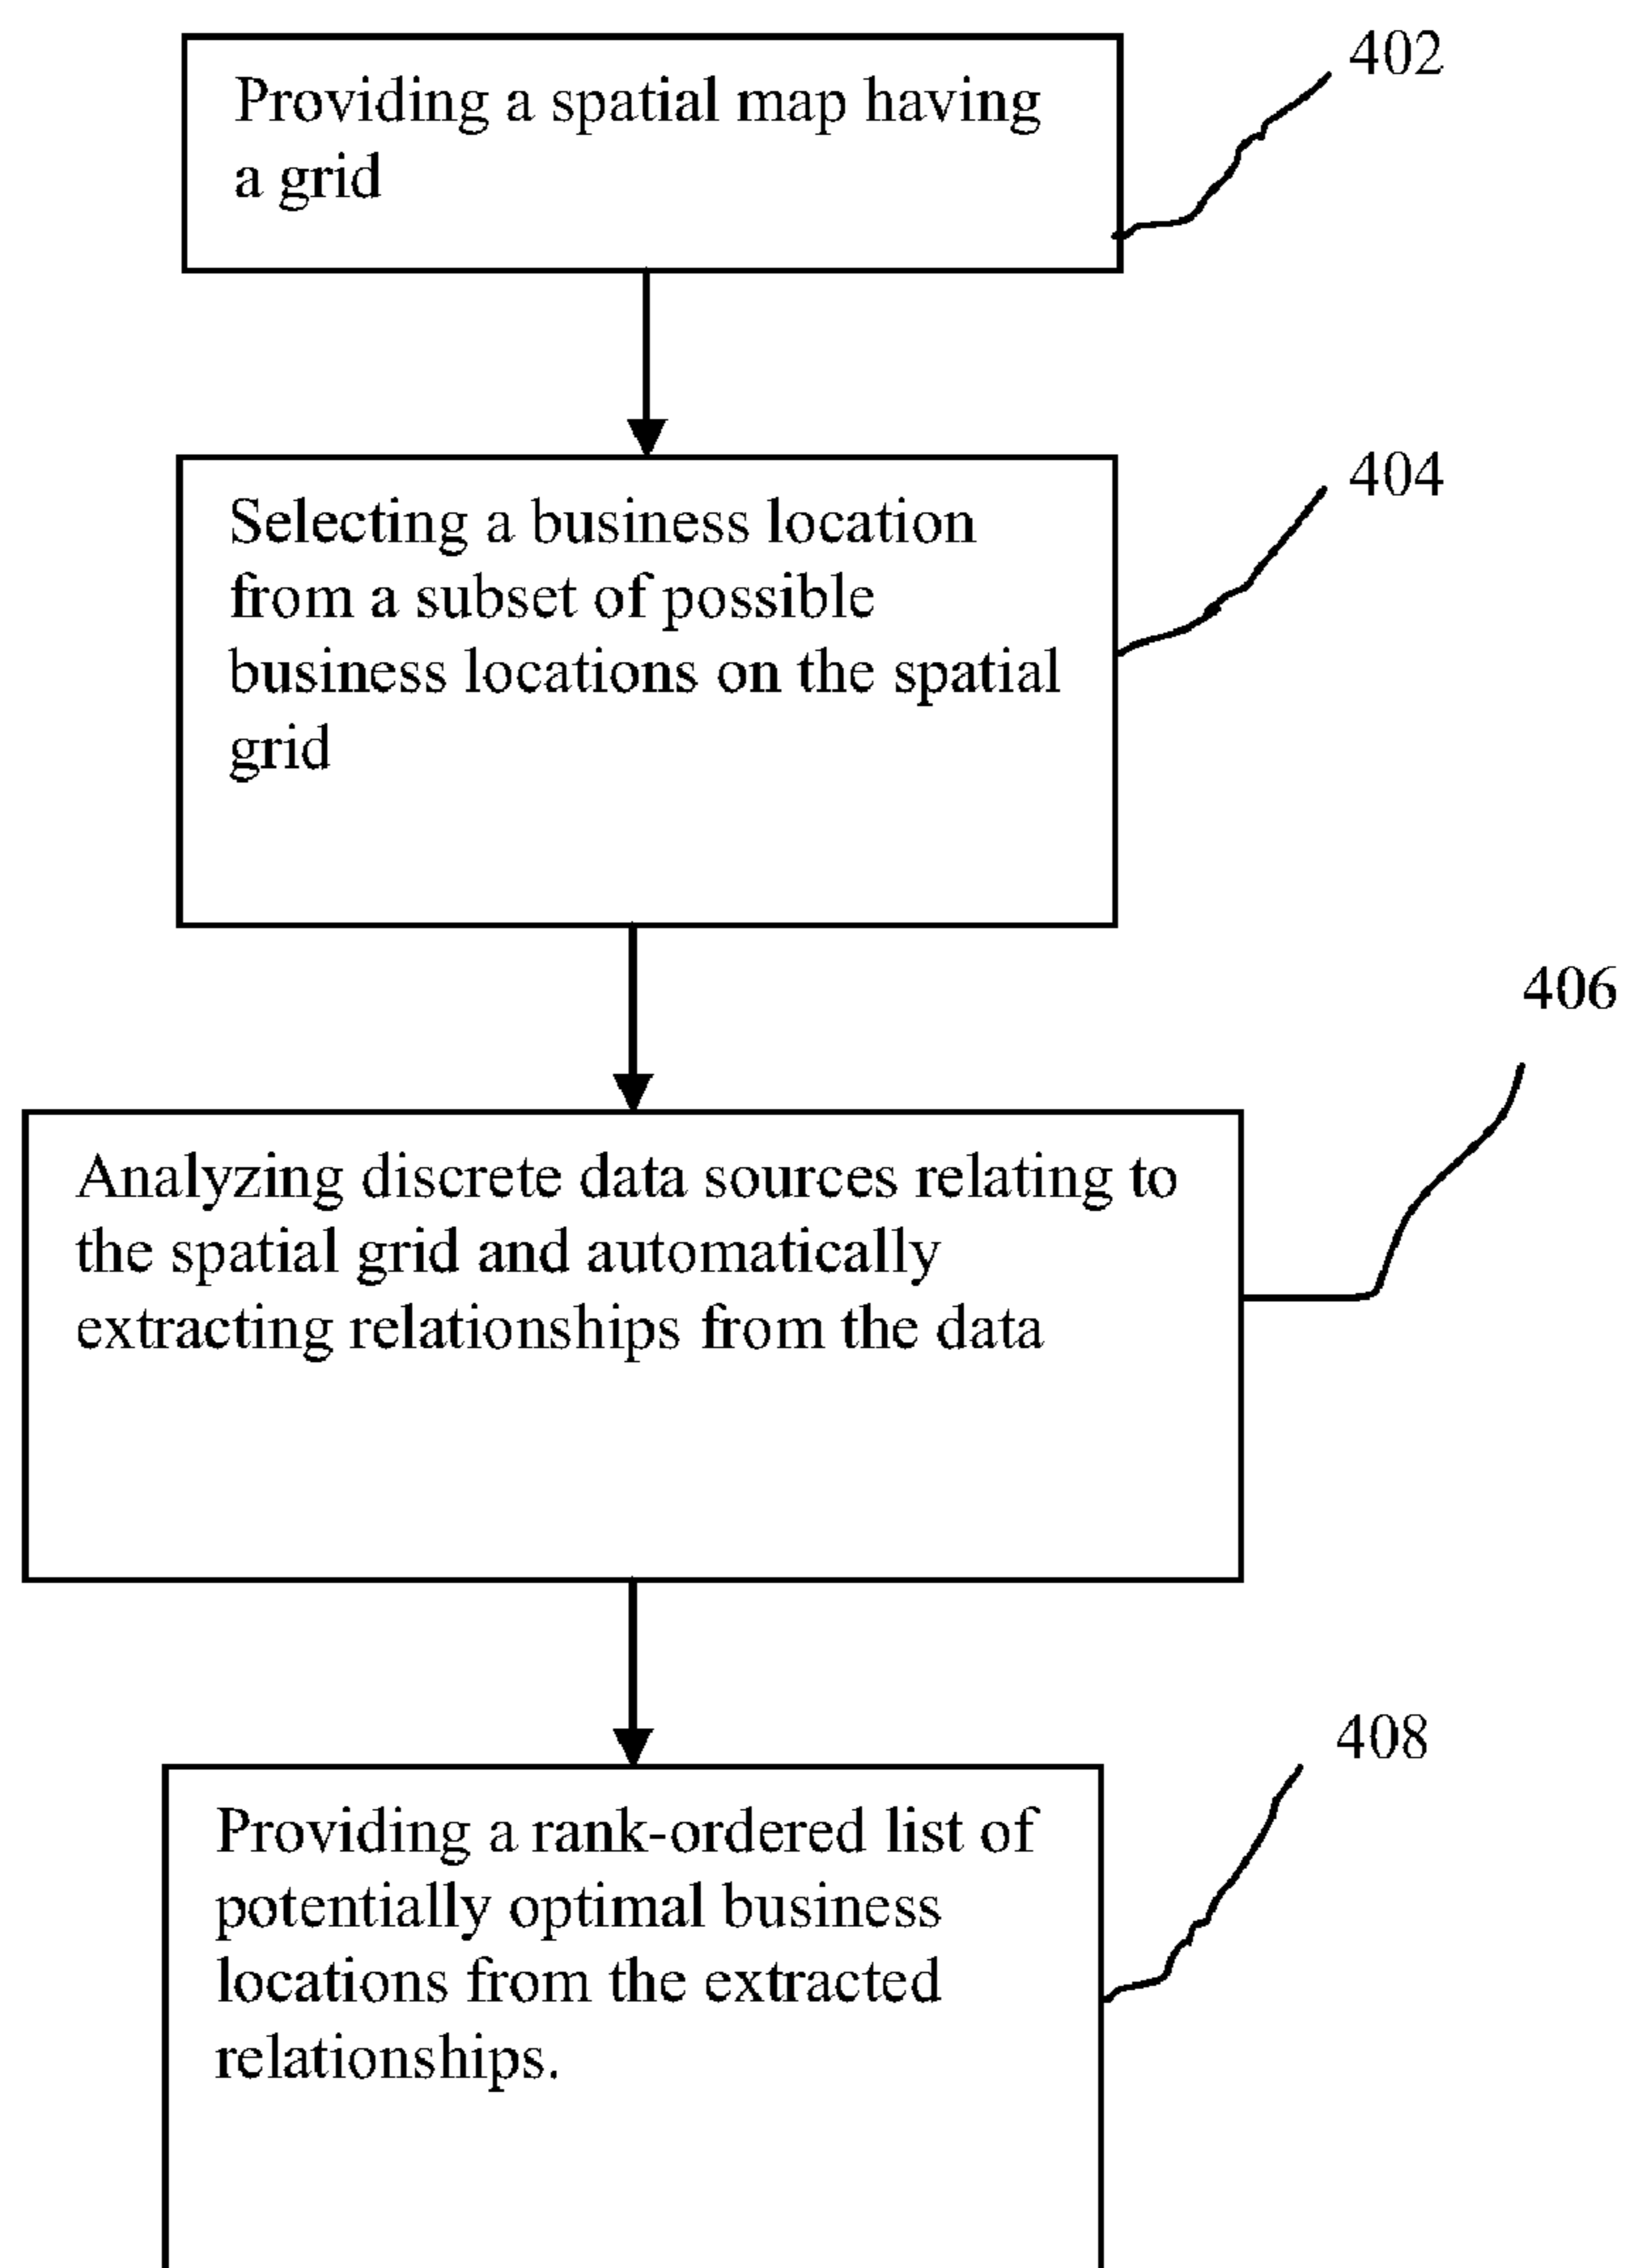 402
Providing a spatial map having
a grid
404
Selecting a business location
from a subset of possible
business locations on the spatial
grid
406
Analyzing discrete data sources relating to
the spatial grid and automatically
extracting relationships from the data
408
Providing a rank-ordered list of
potentially optimal business
locations from the extracted
relationships.